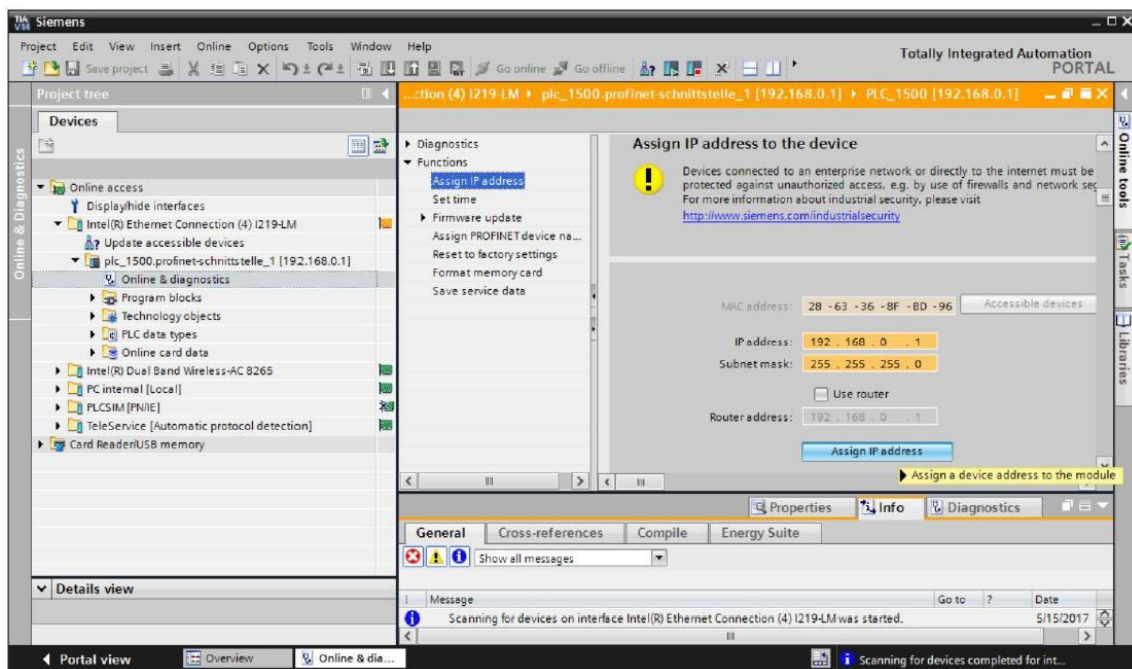 Siemens
Project Edit View Insert Online Options Tools Window Help
Save project
Go online
Go offline
Totally Integrated Automation
PORTAL
Online & Diagnostics
Project tree
Devices
Online access
Display/hide interfaces
Intel(R) Ethernet Connection (4) I219-LM
Update accessible devices
plc_1500.profinet-schnittstelle_1 [192.168.0.1]
Online & diagnostics
Program blocks
Technology objects
PLC data types
Online card data
Intel(R) Dual Band Wireless-AC 8265
PC internal [Local]
PLCSIM [PN/IE]
TeleService [Automatic protocol detection]
Card Reader/USB memory
Details view
...ction (4) I219-LM plc_1500.profinet-schnittstelle_1 [192.168.0.1] PLC_1500 [192.168.0.1]
Diagnostics
Functions
Assign IP address
Set time
Firmware update
Assign PROFINET device na...
Reset to factory settings
Format memory card
Save service data
Assign IP address to the device
Devices connected to an enterprise network or directly to the internet must be
protected against unauthorized access, e.g. by use of firewalls and network seg
For more information about industrial security, please visit
http://www.siemens.com/industrialsecurity
MAC address: 28 -63 -36 -8F -BD -96 Accessible devices
IP address: 192 . 168 . 0 . 1
Subnet mask: 255 . 255 . 255 . 0
Use router
Router address: 192 . 168 . 0 . 1
Assign IP address
Assign a device address to the module
Online tools
Tasks
Libraries
Properties Info Diagnostics
General Cross-references Compile Energy Suite
Show all messages
! Message Go to ? Date
Scanning for devices on interface Intel(R) Ethernet Connection (4) I219-LM was started. 5/15/2017
Portal view Overview Online & dia... Scanning for devices completed for int...